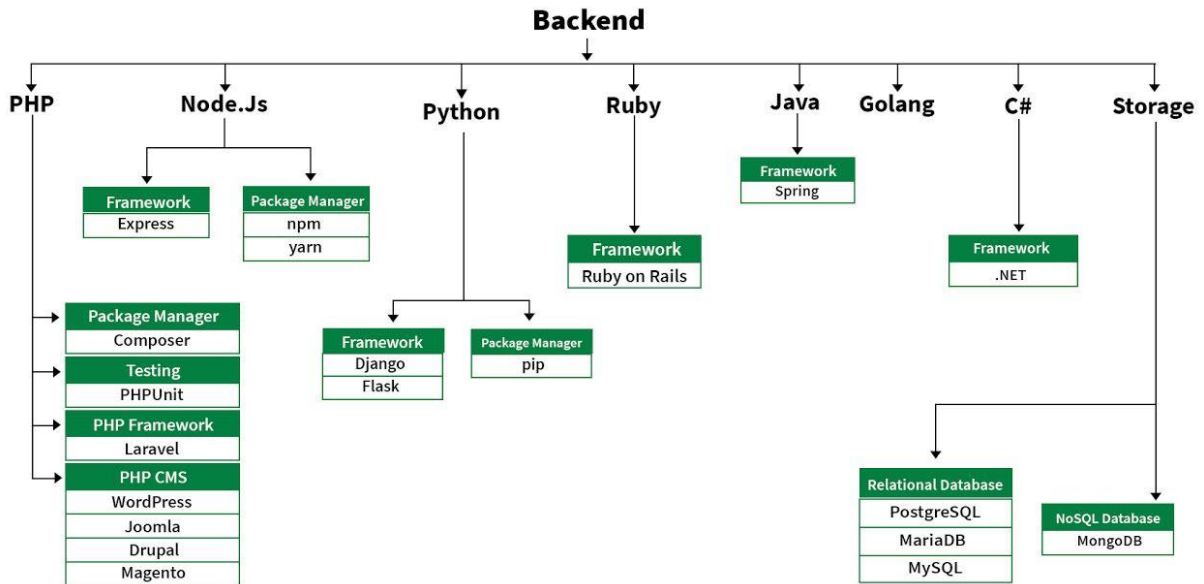 Backend
PHP
Node.Js
Python
Ruby
Java
Golang
C#
Storage
Framework
Express
Package Manager
npm
yarn
Framework
Spring
Framework
Ruby on Rails
Framework
.NET
Package Manager
Composer
Testing
PHPUnit
PHP Framework
Laravel
PHP CMS
WordPress
Joomla
Drupal
Magento
Framework
Django
Flask
Package Manager
pip
Relational Database
PostgreSQL
MariaDB
MySQL
NoSQL Database
MongoDB